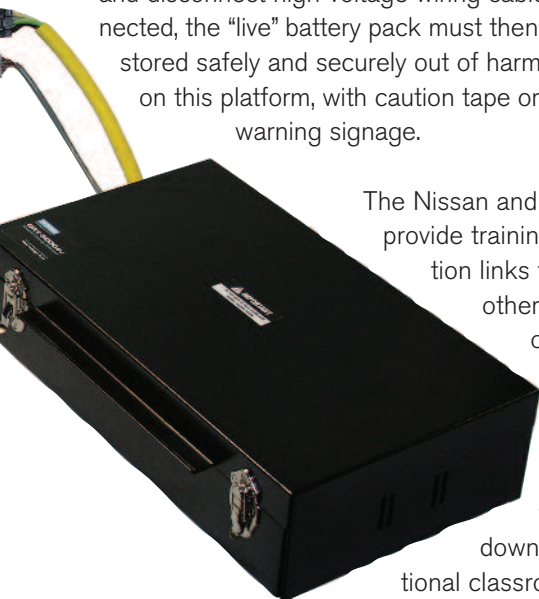 and disconnect high voltage wiring cable
nected, the “live” battery pack must then
stored safely and securely out of harm
on this platform, with caution tape or
warning signage.
The Nissan and
provide trainin
tion links t
other
down
tional classro